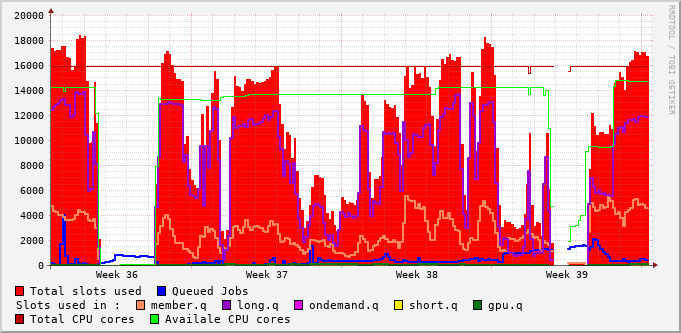 20000
18000
16000
14000
12000
10000
8000
6000
4000
2000
0
Week 36 Week 37 Week 38 Week 39
RRDTOOL / TOBI OETIKER
Total slots used Queued Jobs
Slots used in : member.q long.q ondemand.q short.q gpu.q
Total CPU cores Availale CPU cores